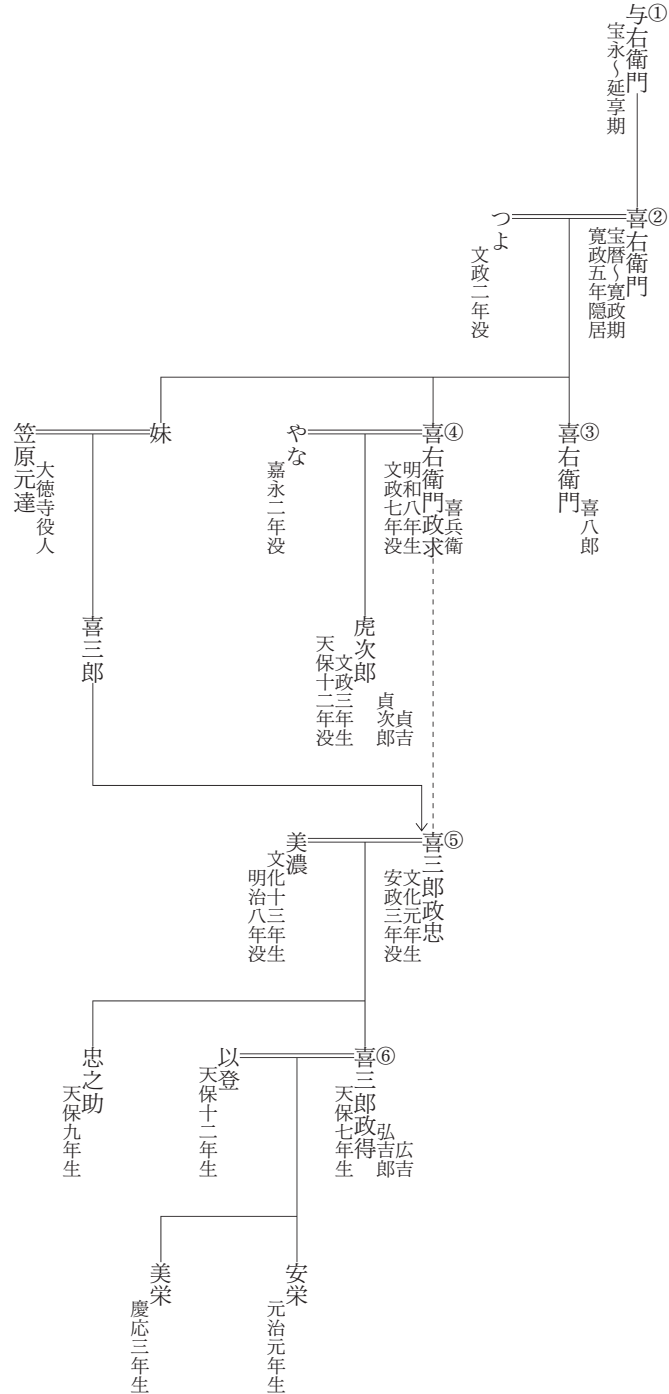 ①
与右衛門
宝永～延享期
②
喜右衛門
宝暦～寛政期
寛政五年隠居
つよ
文政二年没
③
喜右衛門
喜八郎
④
喜右衛門政求
喜兵衛
明和八年生
文政七年没
やな
嘉永二年没
妹
笠原元達
大徳寺役人
虎次郎
貞吉
貞次郎
文政三年生
天保十二年没
喜三郎
⑤
喜三郎政忠
文化元年生
安政三年没
美濃
文化十三年生
明治八年没
⑥
喜三郎政得
広吉
弘吉郎
天保七年生
以登
天保十二年生
忠之助
天保九年生
安栄
元治元年生
美栄
慶応三年生